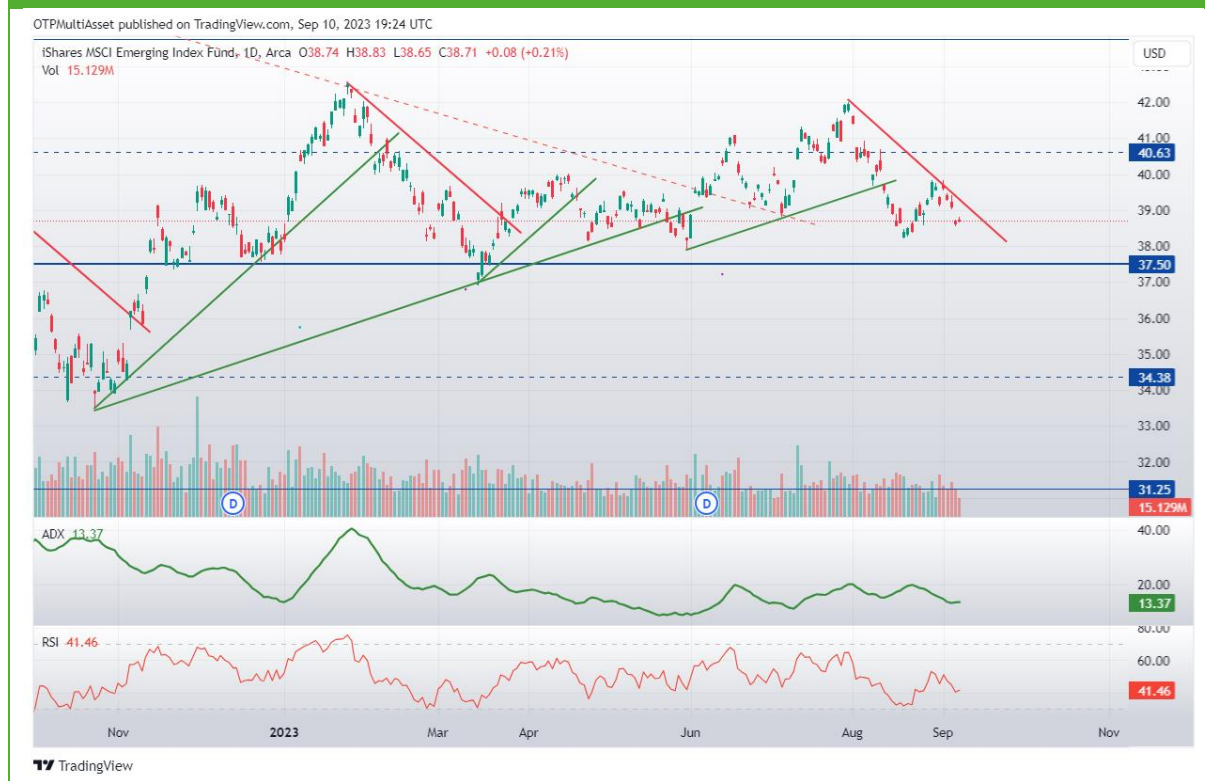 OTPMultiAsset published on TradingView.com, Sep 10, 2023 19:24 UTC
iShares MSCI Emerging Index Fund, 1D, Arca O38.74 H38.83 L38.65 C38.71 +0.08 (+0.21%)
USD
Vol 15.129M
42.00
41.00
40.63
40.00
39.00
38.00
37.50
37.00
36.00
35.00
34.38
34.00
33.00
32.00
31.25
D
D
15.129M
ADX 13.37
40.00
20.00
13.37
80.00
RSI 41.46
60.00
41.46
Nov 2023 Mar Apr Jun Aug Sep Nov
TradingView